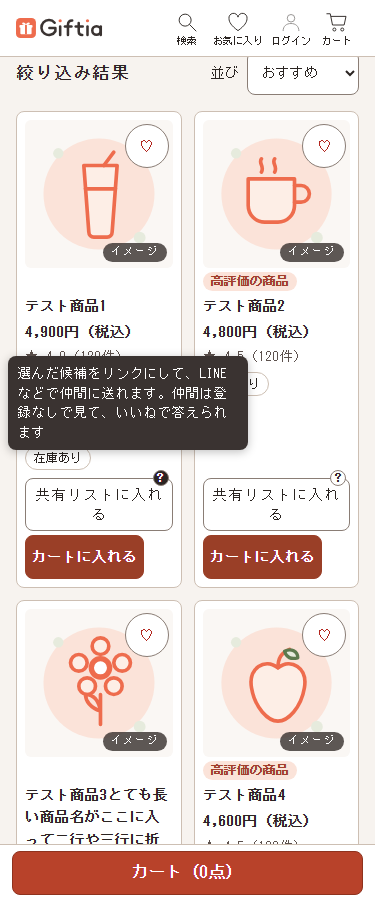 Giftia
検索
お気に入り
ログイン
カート
絞り込み結果
並び
おすすめ
♡
イメージ
テスト商品1
4,900円（税込）
選んだ候補をリンクにして、LINE
などで仲間に送れます。仲間は登
録なしで見て、いいねで答えられ
ます
在庫あり
?
共有リストに入れ
る
カートに入れる
♡
イメージ
高評価の商品
テスト商品2
4,800円（税込）
★ 4.5（120件）
?
共有リストに入れ
る
カートに入れる
♡
イメージ
テスト商品3とても長
い商品名がここに入
って二行や三行に折
♡
イメージ
高評価の商品
テスト商品4
4,600円（税込）
カート（0点）